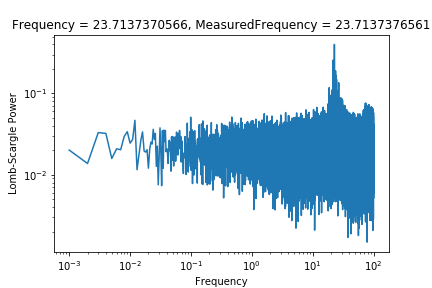 Frequency = 23.7137370566, MeasuredFrequency = 23.7137376561
Lomb-Scargle Power
10⁻¹
10⁻²
10⁻³ 10⁻² 10⁻¹ 10⁰ 10¹ 10²
Frequency